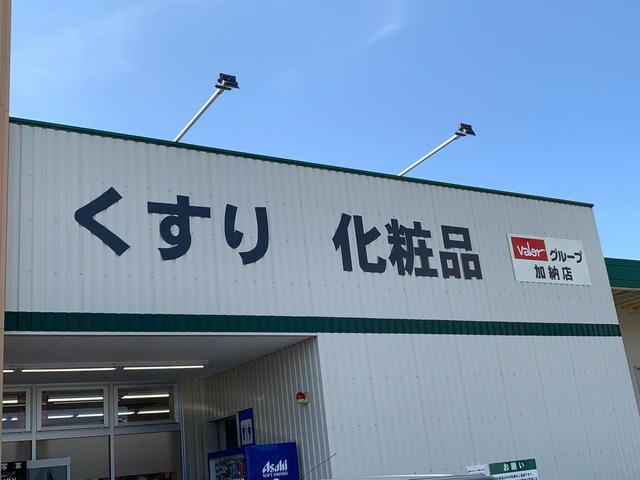 くすり 化粧品
Valor グループ
加納店
Asahi
SOFT DRINKS
お願い